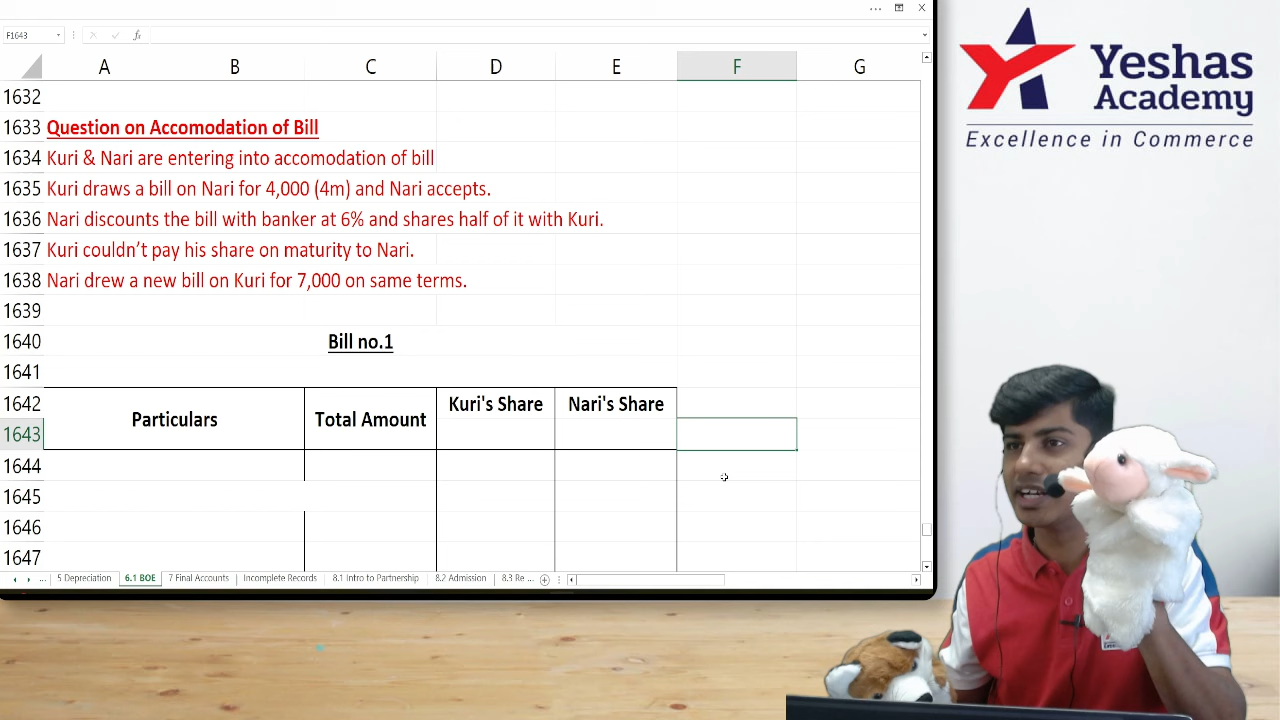 F1643
fx
A B C D E F G
1632
1633 Question on Accomodation of Bill
1634 Kuri & Nari are entering into accomodation of bill
1635 Kuri draws a bill on Nari for 4,000 (4m) and Nari accepts.
1636 Nari discounts the bill with banker at 6% and shares half of it with Kuri.
1637 Kuri couldn't pay his share on maturity to Nari.
1638 Nari drew a new bill on Kuri for 7,000 on same terms.
1639
1640 Bill no.1
1641
1642 Kuri's Share Nari's Share
Particulars Total Amount
1643
1644
1645
1646
1647
... 5 Depreciation 6.1 BOE 7 Final Accounts Incomplete Records 8.1 Intro to Partnership 8.2 Admission 8.3 Re ...
Yeshas
Academy
Excellence in Commerce